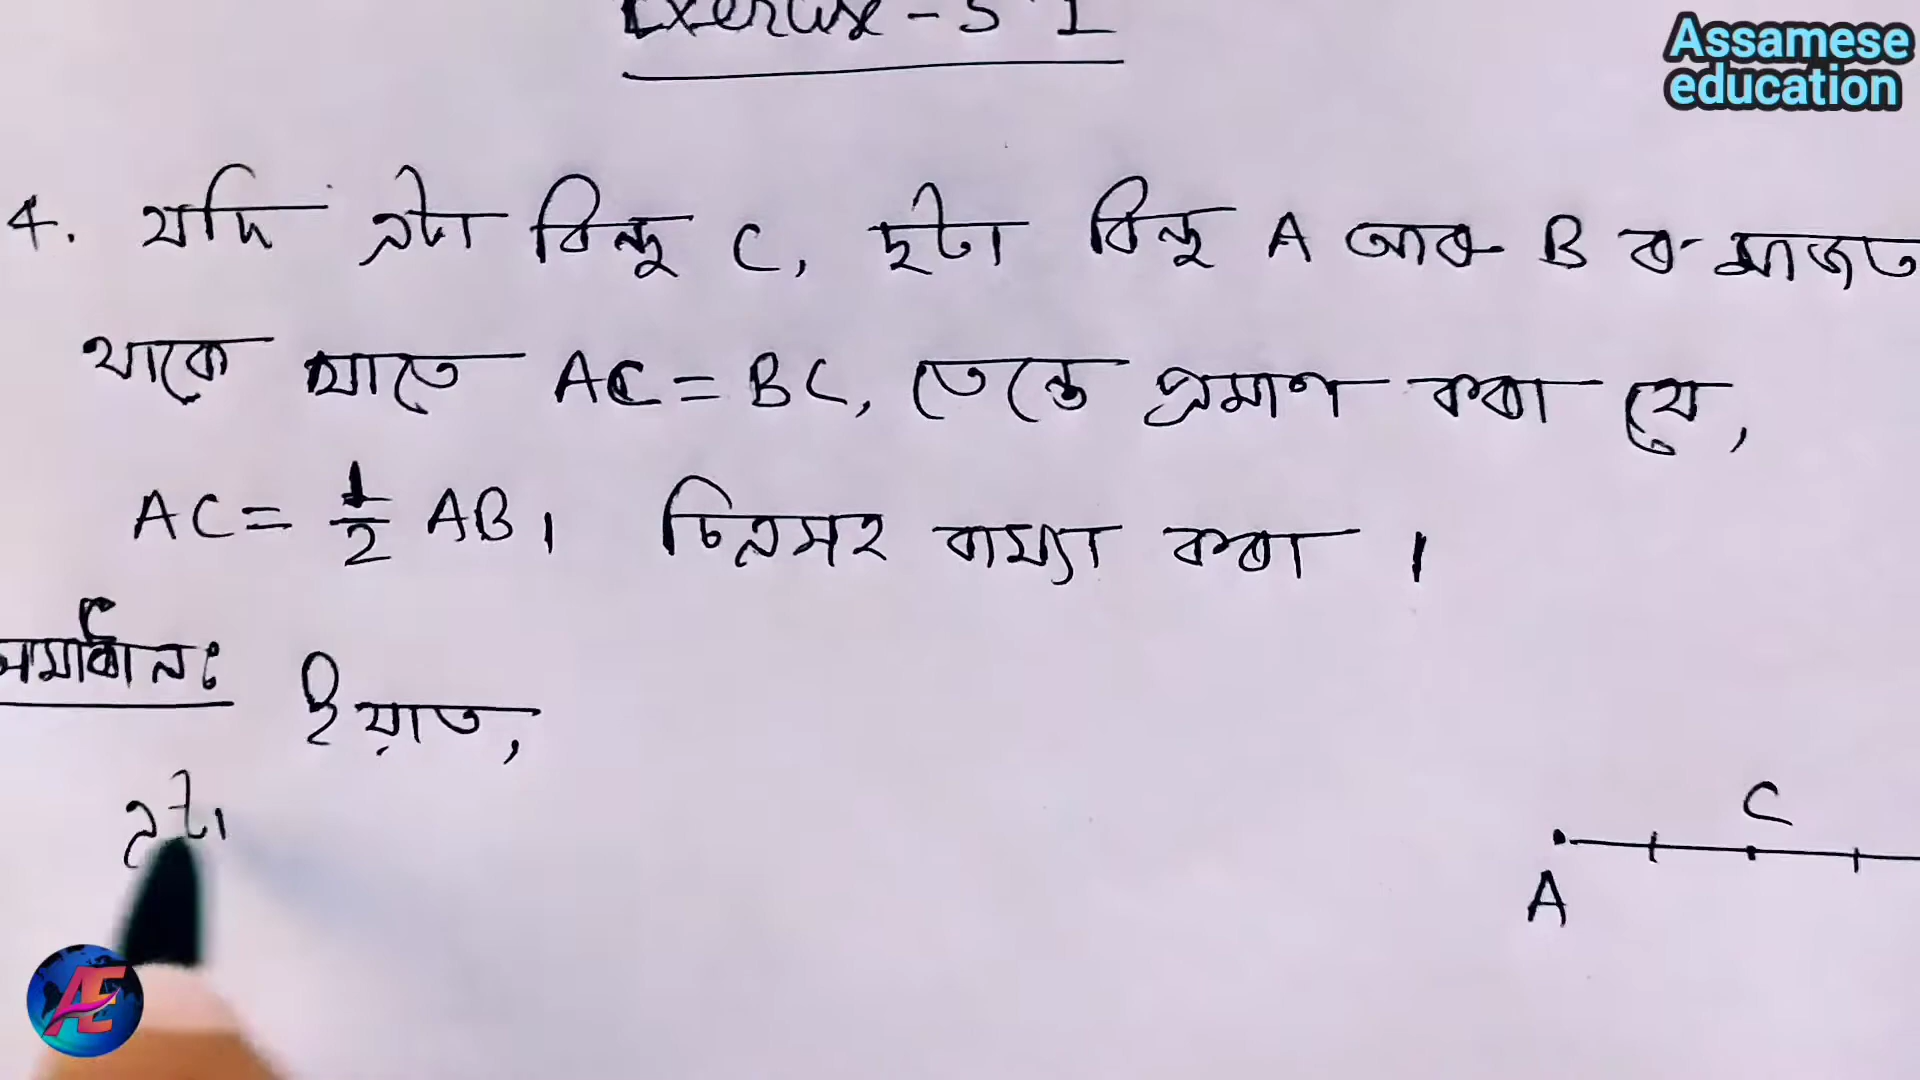 Exercise - 5.1
Assamese
education
4. যদি এটা বিন্দু C, দুটা বিন্দু A আৰু B ৰ মাজত
থাকে যাতে AC = BC, তেন্তে প্ৰমাণ কৰা যে,
AC = 1/2 AB। চিত্ৰসহ ব্যাখ্যা কৰা ।
সমাধানঃ ইয়াত,
এটা
C
A
AE